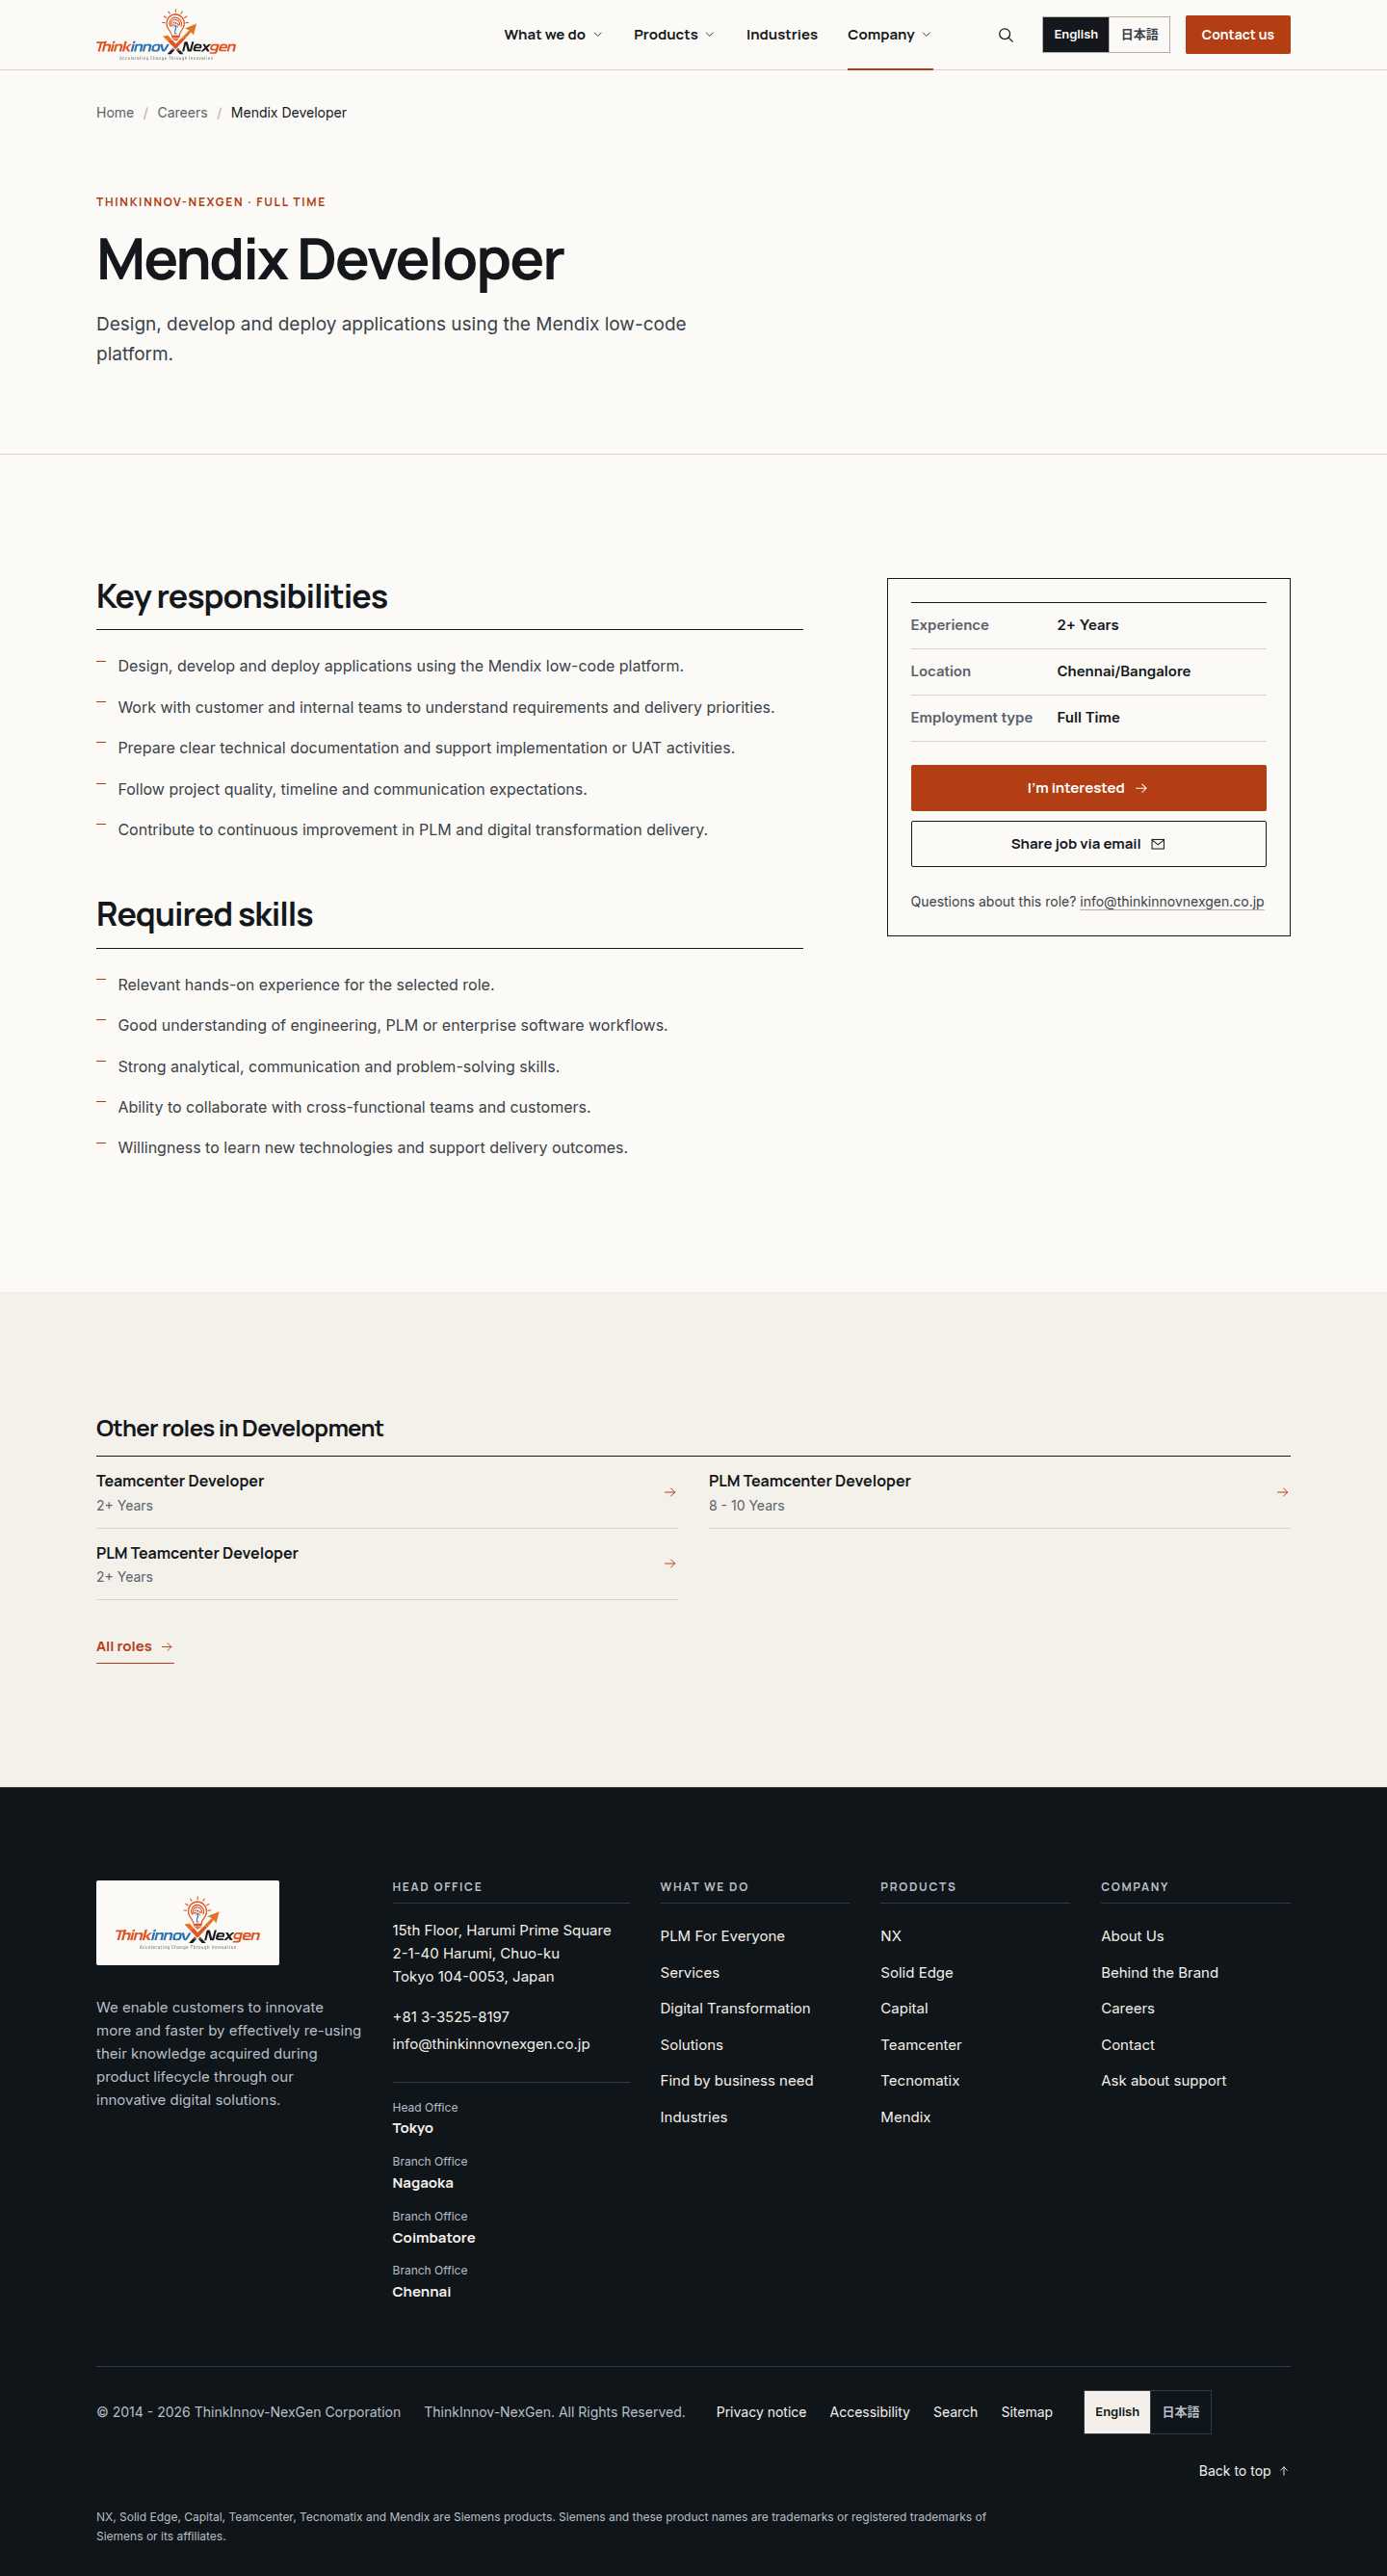 Thinkinnov Nexgen
Accelerating Change Through Innovation
What we do
Products
Industries
Company
English
日本語
Contact us
Home / Careers / Mendix Developer
THINKINNOV-NEXGEN · FULL TIME
Mendix Developer
Design, develop and deploy applications using the Mendix low-code
platform.
Key responsibilities
Design, develop and deploy applications using the Mendix low-code platform.
Work with customer and internal teams to understand requirements and delivery priorities.
Prepare clear technical documentation and support implementation or UAT activities.
Follow project quality, timeline and communication expectations.
Contribute to continuous improvement in PLM and digital transformation delivery.
Required skills
Relevant hands-on experience for the selected role.
Good understanding of engineering, PLM or enterprise software workflows.
Strong analytical, communication and problem-solving skills.
Ability to collaborate with cross-functional teams and customers.
Willingness to learn new technologies and support delivery outcomes.
Experience 2+ Years
Location Chennai/Bangalore
Employment type Full Time
I'm interested →
Share job via email
Questions about this role? info@thinkinnovnexgen.co.jp
Other roles in Development
Teamcenter Developer
2+ Years
→
PLM Teamcenter Developer
8 - 10 Years
→
PLM Teamcenter Developer
2+ Years
→
All roles →
Thinkinnov Nexgen
Accelerating Change Through Innovation
We enable customers to innovate
more and faster by effectively re-using
their knowledge acquired during
product lifecycle through our
innovative digital solutions.
HEAD OFFICE
15th Floor, Harumi Prime Square
2-1-40 Harumi, Chuo-ku
Tokyo 104-0053, Japan
+81 3-3525-8197
info@thinkinnovnexgen.co.jp
Head Office
Tokyo
Branch Office
Nagaoka
Branch Office
Coimbatore
Branch Office
Chennai
WHAT WE DO
PLM For Everyone
Services
Digital Transformation
Solutions
Find by business need
Industries
PRODUCTS
NX
Solid Edge
Capital
Teamcenter
Tecnomatix
Mendix
COMPANY
About Us
Behind the Brand
Careers
Contact
Ask about support
© 2014 - 2026 ThinkInnov-NexGen Corporation
ThinkInnov-NexGen. All Rights Reserved.
Privacy notice
Accessibility
Search
Sitemap
English
日本語
Back to top ↑
NX, Solid Edge, Capital, Teamcenter, Tecnomatix and Mendix are Siemens products. Siemens and these product names are trademarks or registered trademarks of
Siemens or its affiliates.